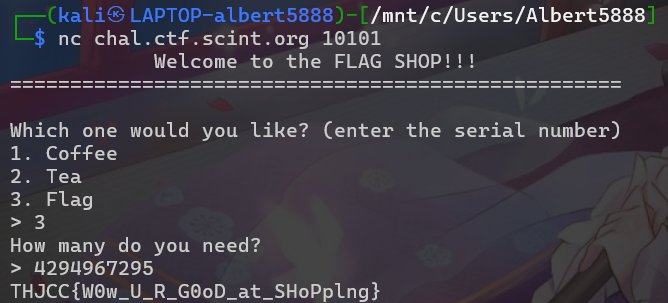 ┌──(kali㉿LAPTOP-albert5888)-[/mnt/c/Users/Albert5888]
└─$ nc chal.ctf.scint.org 10101
Welcome to the FLAG SHOP!!!
===================================================
Which one would you like? (enter the serial number)
1. Coffee
2. Tea
3. Flag
> 3
How many do you need?
> 4294967295
THJCC{W0w_U_R_G0oD_at_SHoPplng}